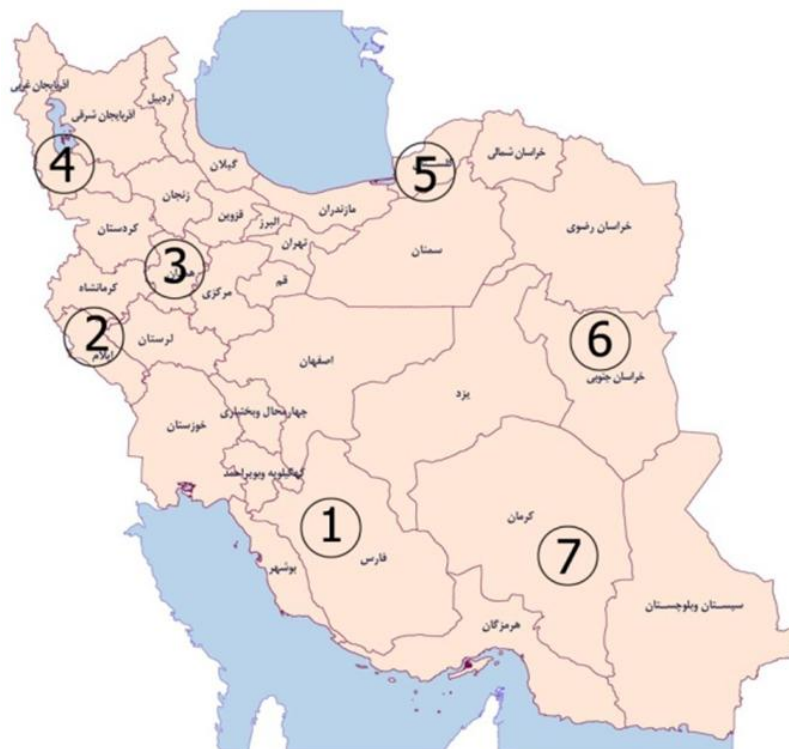 آذربایجان غربی
آذربایجان شرقی
اردبیل
گیلان
خراسان شمالی
4
5
زنجان
مازندران
قزوین
البرز
کردستان
خراسان رضوی
تهران
سمنان
3
قم
مرکزی
کرمانشاه
2
لرستان
6
ایلام
اصفهان
خراسان جنوبی
یزد
چهارمحال وبختیاری
خوزستان
کهگیلویه وبویراحمد
1
کرمان
فارس
7
بوشهر
سیستان وبلوچستان
هرمزگان